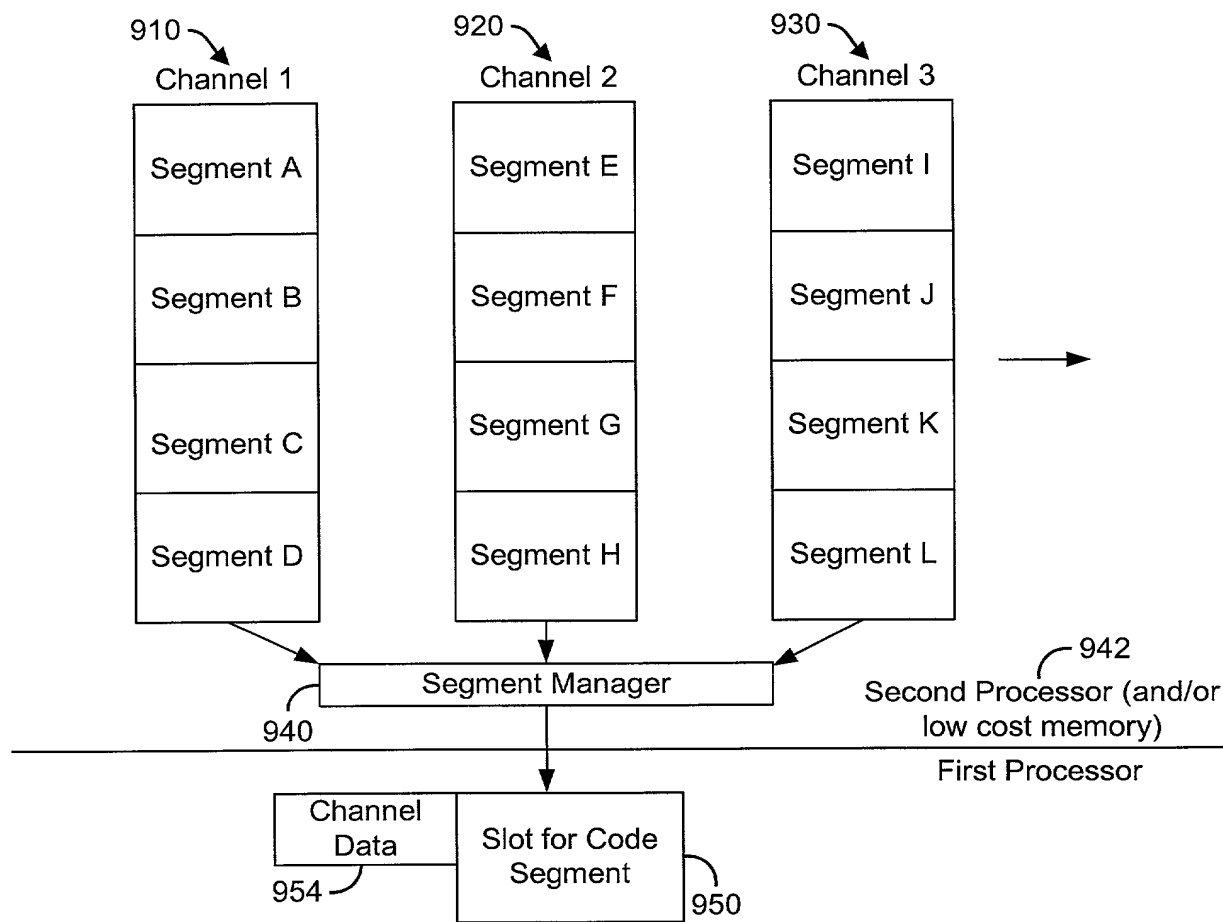 910
920
930
Channel 1
Channel 2
Channel 3
Segment A
Segment E
Segment I
Segment B
Segment F
Segment J
Segment C
Segment G
Segment K
Segment D
Segment H
Segment L
942
Segment Manager
Second Processor (and/or
low cost memory)
940
First Processor
Channel
Data
Slot for Code
Segment
954
950